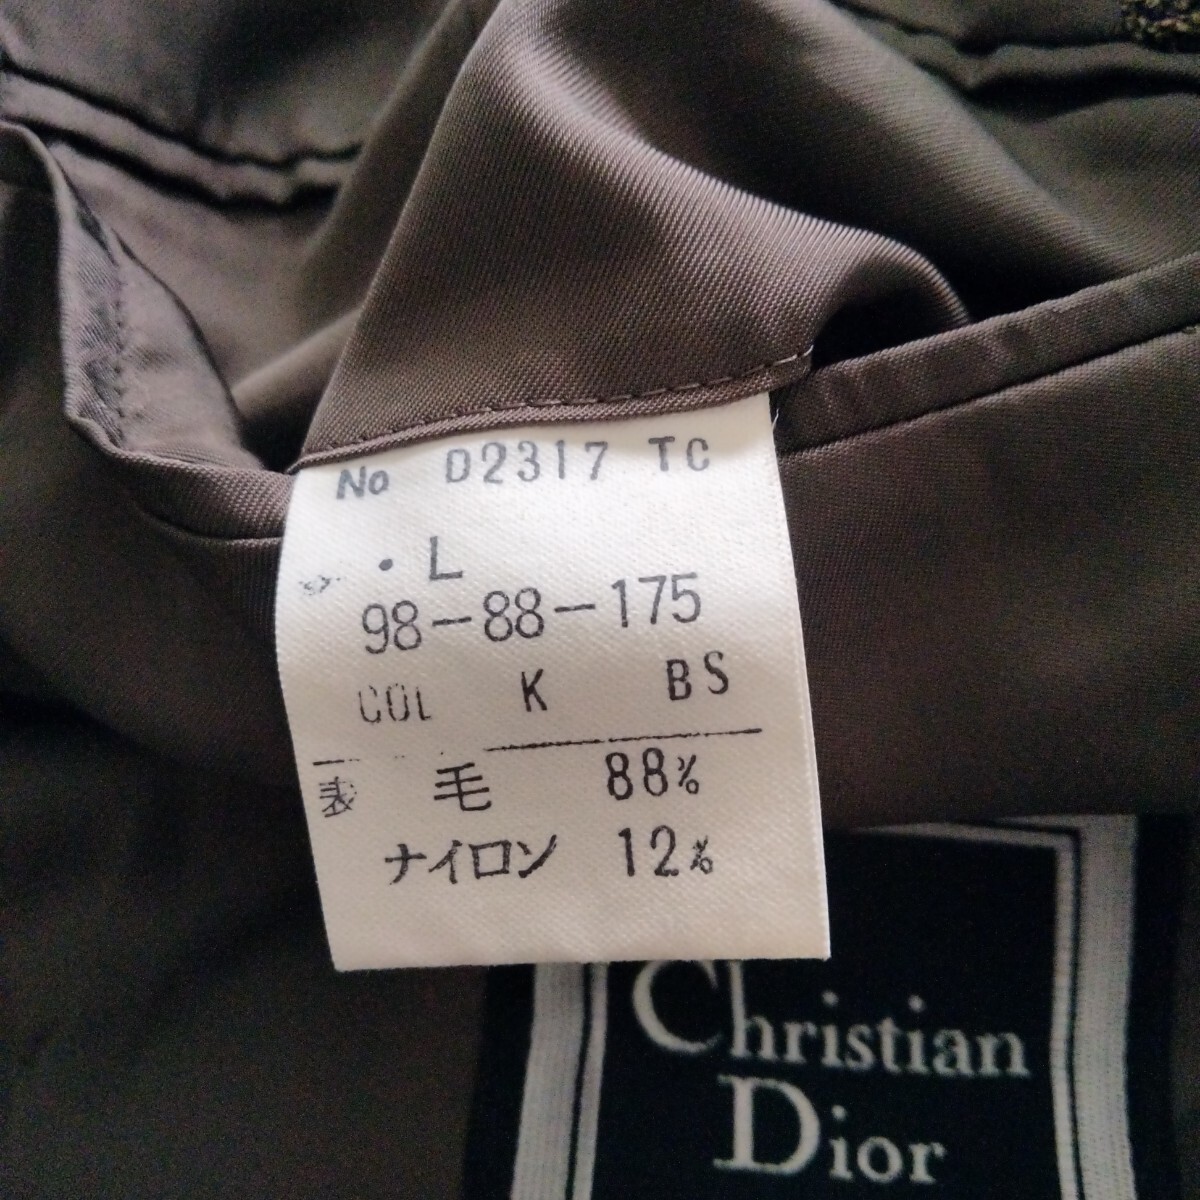 No D2317 TC
・L
98-88-175
COL K BS
表 毛 88%
ナイロン 12%
Christian
Dior